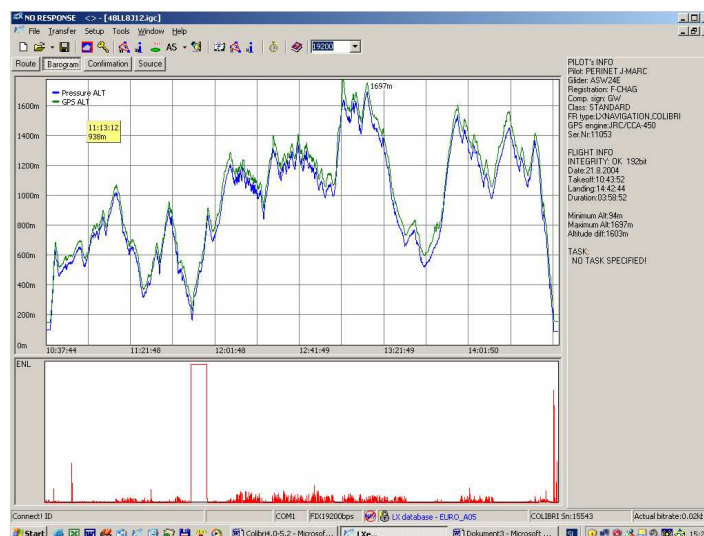 NO RESPONSE <> - [48LL8J12.igc]
File Transfer Setup Tools Window Help
AS 19200
Route Barogram Confirmation Source
Pressure ALT
GPS ALT
11:13:12
938m
1697m
1600m
1400m
1200m
1000m
800m
600m
400m
200m
0m
10:37:44 11:21:48 12:01:48 12:41:49 13:21:49 14:01:50
ENL
PILOT's INFO
Pilot: PERINET J-MARC
Glider: ASW24E
Registration: F-CHAG
Comp. sign: GW
Class: STANDARD
FR type:LXNAVIGATION,COLIBRI
GPS engine:JRC/CCA-450
Ser.Nr:11053
FLIGHT INFO
INTEGRITY: OK 192bit
Date:21.8.2004
Takeoff:10:43:52
Landing:14:42:44
Duration:03:58:52
Minimum Alt:94m
Maximum Alt:1697m
Altitude diff:1603m
TASK:
NO TASK SPECIFIED!
Connect! ID COM1 FIX19200bps LX database - EURO_A05 COLIBRI Sn:15543 Actual bitrate:0.02kb
Start Colibri4.0-5.2 - Microsof... LXe... Dokument3 - Microsoft ... 15:2